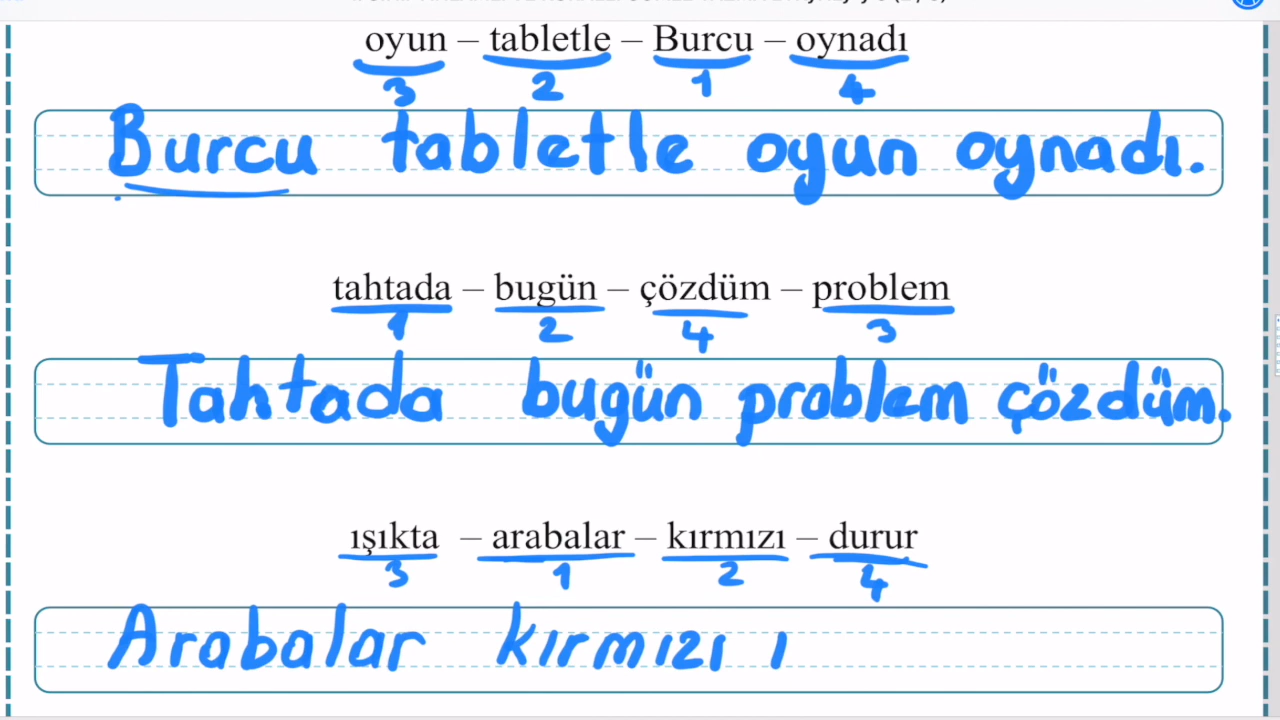 oyun – tabletle – Burcu – oynadı
3 2 1 4
Burcu tabletle oyun oynadı.
tahtada – bugün – çözdüm – problem
1 2 4 3
Tahtada bugün problem çözdüm.
ışıkta – arabalar – kırmızı – durur
3 1 2 4
Arabalar kırmızı ı